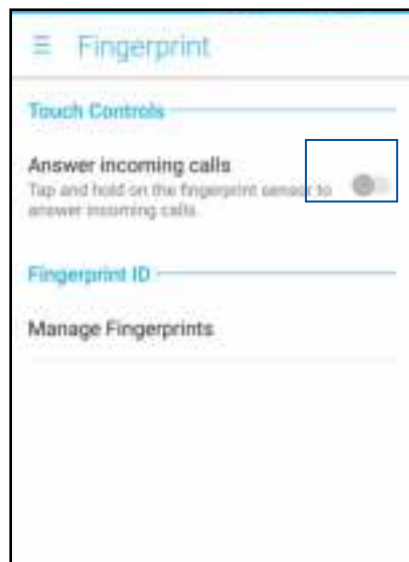 Fingerprint
Touch Controls
Answer incoming calls
Tap and hold on the fingerprint sensor to
answer incoming calls.
Fingerprint ID
Manage Fingerprints